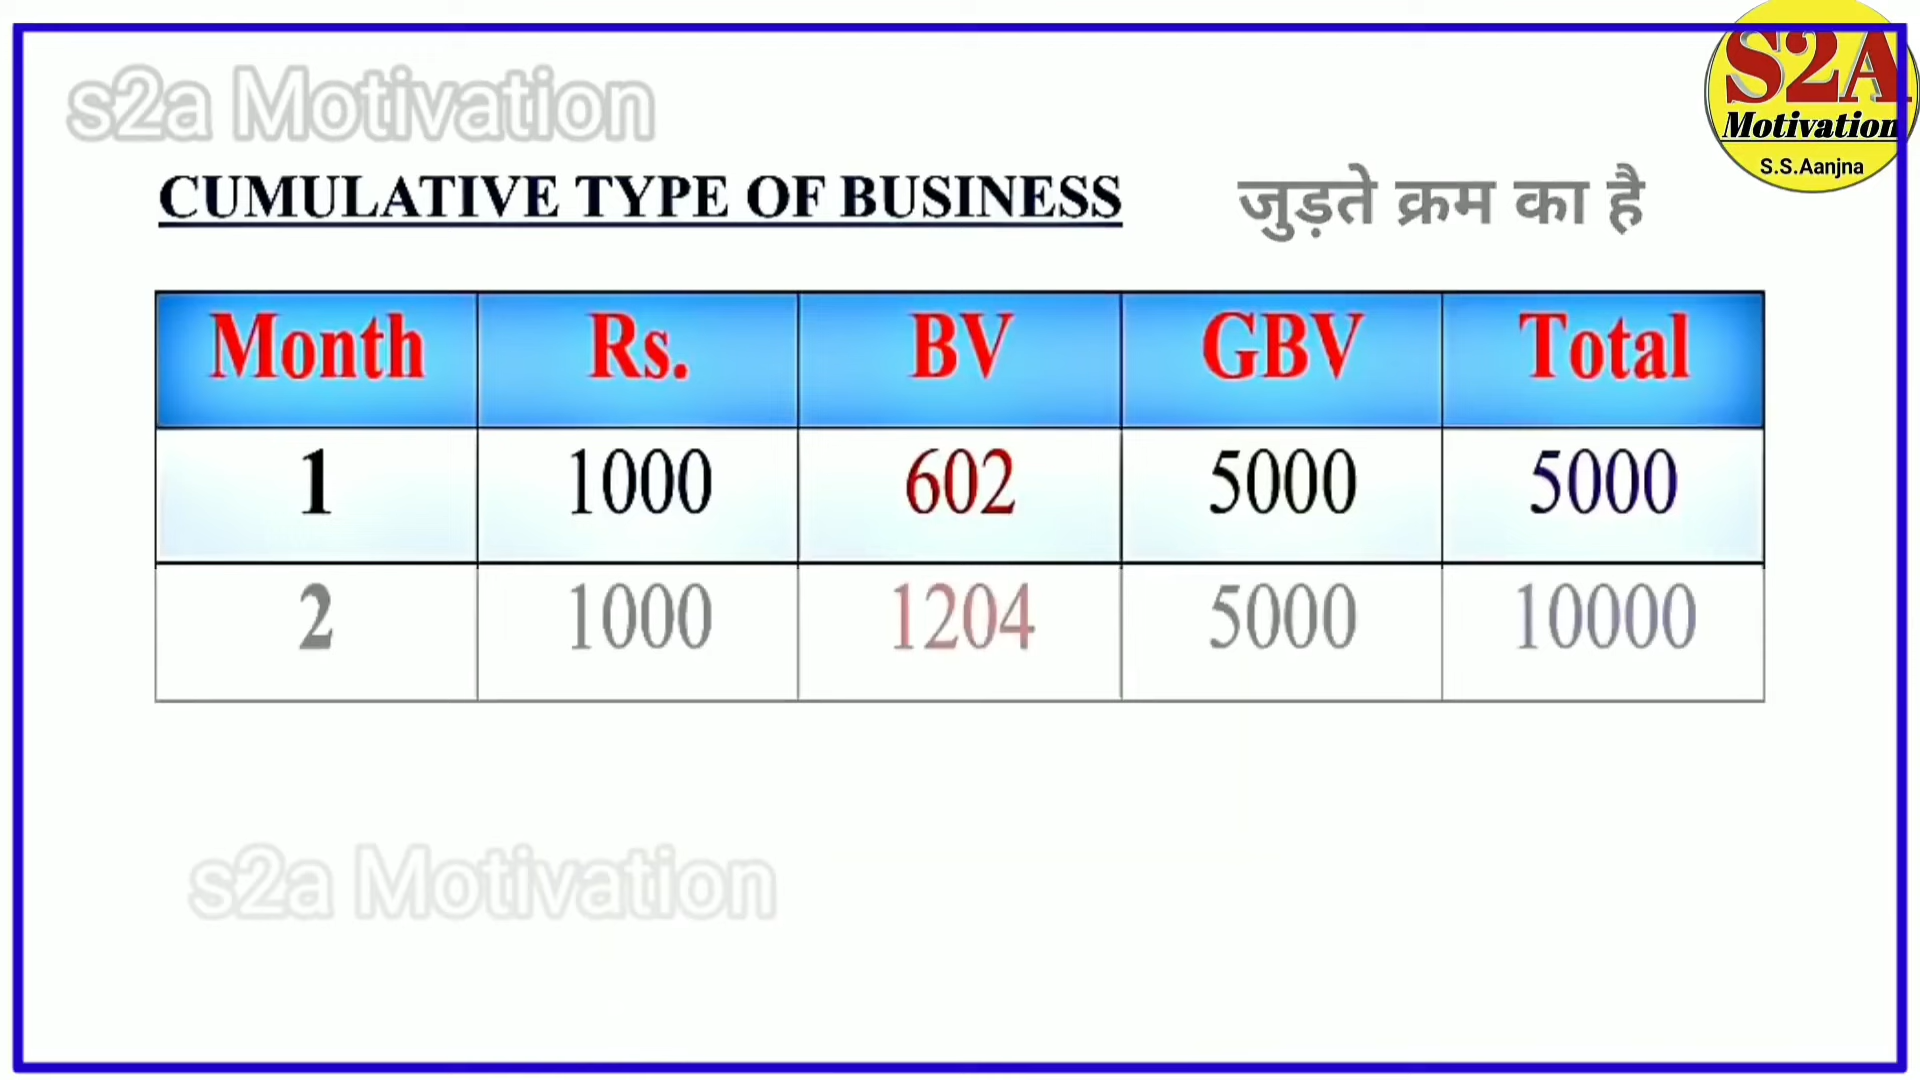 s2a Motivation
S2A
Motivation
S.S.Aanjna
CUMULATIVE TYPE OF BUSINESS जुड़ते क्रम का है
Month Rs. BV GBV Total
1 1000 602 5000 5000
2 1000 1204 5000 10000
s2a Motivation